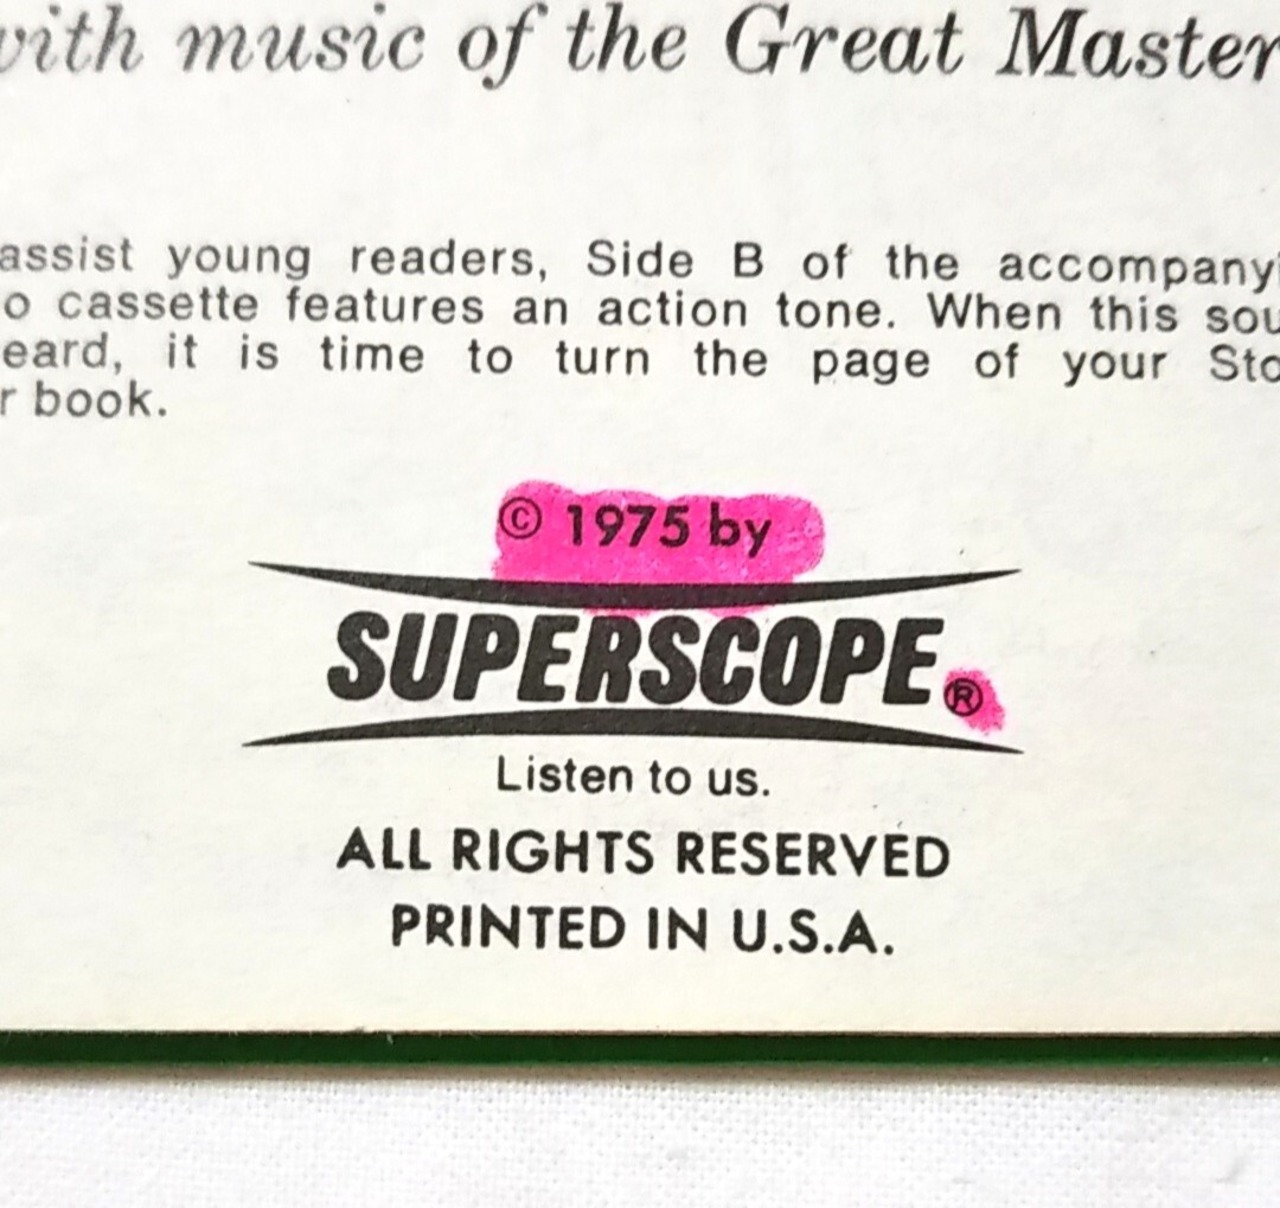 with music of the Great Master
assist young readers, Side B of the accompanyi
o cassette features an action tone. When this sou
eard, it is time to turn the page of your Sto
r book.
© 1975 by
SUPERSCOPE®
Listen to us.
ALL RIGHTS RESERVED
PRINTED IN U.S.A.